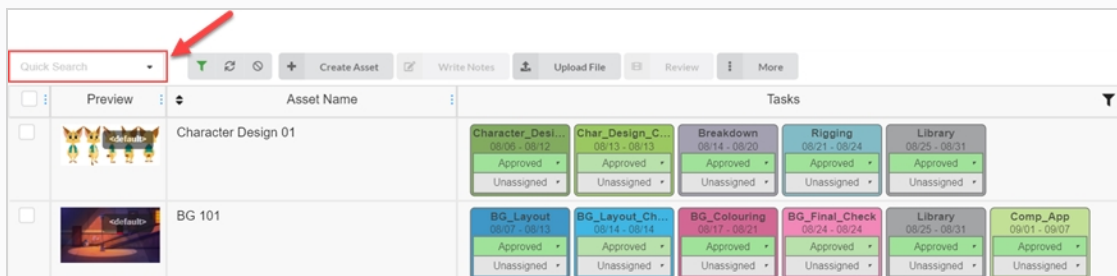 Quick Search Create Asset Write Notes Upload File Review More
Preview Asset Name Tasks
<default> Character Design 01
Character_Desi... Char_Design_C... Breakdown Rigging Library
08/06 - 08/12 08/13 - 08/13 08/14 - 08/20 08/21 - 08/24 08/25 - 08/31
Approved Approved Approved Approved Approved
Unassigned Unassigned Unassigned Unassigned Unassigned
<default> BG 101
BG_Layout BG_Layout_Ch... BG_Colouring BG_Final_Check Library Comp_App
08/07 - 08/13 08/14 - 08/14 08/17 - 08/21 08/24 - 08/24 08/25 - 08/31 09/01 - 09/07
Approved Approved Approved Approved Approved Approved
Unassigned Unassigned Unassigned Unassigned Unassigned Unassigned